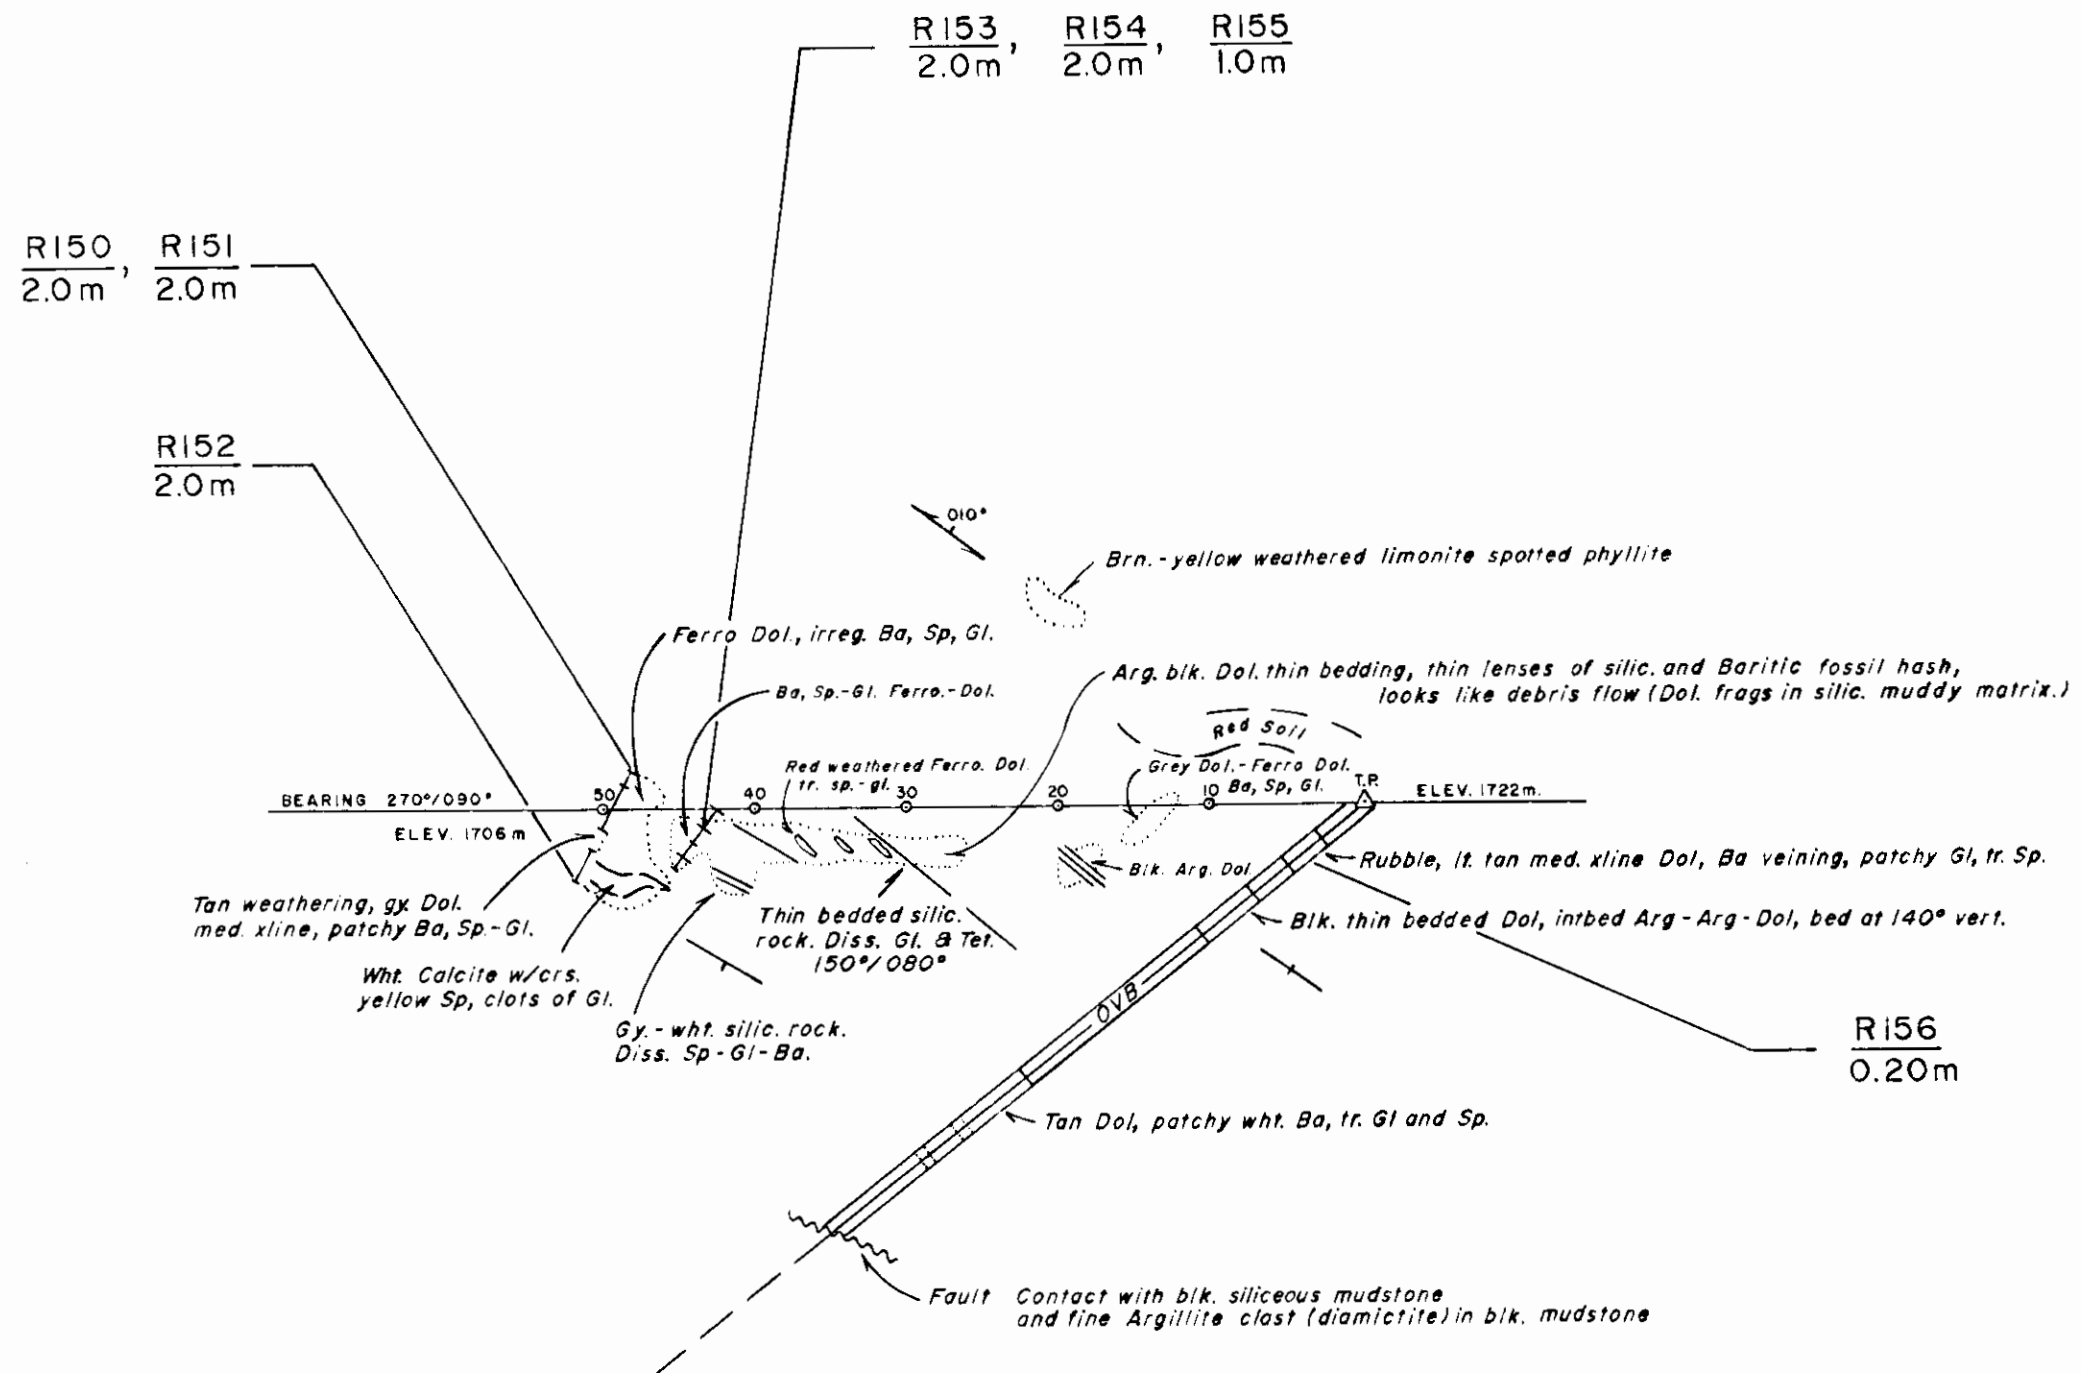 R153, R154, R155
2.0m 2.0m 1.0m
R150, R151
2.0m 2.0m
R152
2.0m
010°
Brn.-yellow weathered limonite spotted phyllite
Ferro Dol., irreg. Ba, Sp, Gl.
Arg. blk. Dol. thin bedding, thin lenses of silic. and Baritic fossil hash,
looks like debris flow (Dol. frags in silic. muddy matrix.)
Ba, Sp.-Gl. Ferro.-Dol.
Red Soil
Red weathered Ferro. Dol.
tr. sp.-gl.
Grey Dol.-Ferro Dol.
Ba, Sp, Gl.
BEARING 270°/090°
50 40 30 20 10 T.P.
ELEV. 1722m.
ELEV. 1706m
Rubble, lt. tan med. xline Dol, Ba veining, patchy Gl, tr. Sp.
Blk. Arg. Dol.
Tan weathering, gy. Dol.
med. xline, patchy Ba, Sp.-Gl.
Thin bedded silic.
rock. Diss. Gl. & Tet.
150°/080°
Blk. thin bedded Dol, intbed Arg-Arg-Dol, bed at 140° vert.
Wht. Calcite w/crs.
yellow Sp, clots of Gl.
Gy.-wht. silic. rock.
Diss. Sp-Gl-Ba.
OVB
R156
0.20m
Tan Dol, patchy wht. Ba, tr. Gl and Sp.
Fault Contact with blk. siliceous mudstone
and fine Argillite clast (diamictite) in blk. mudstone